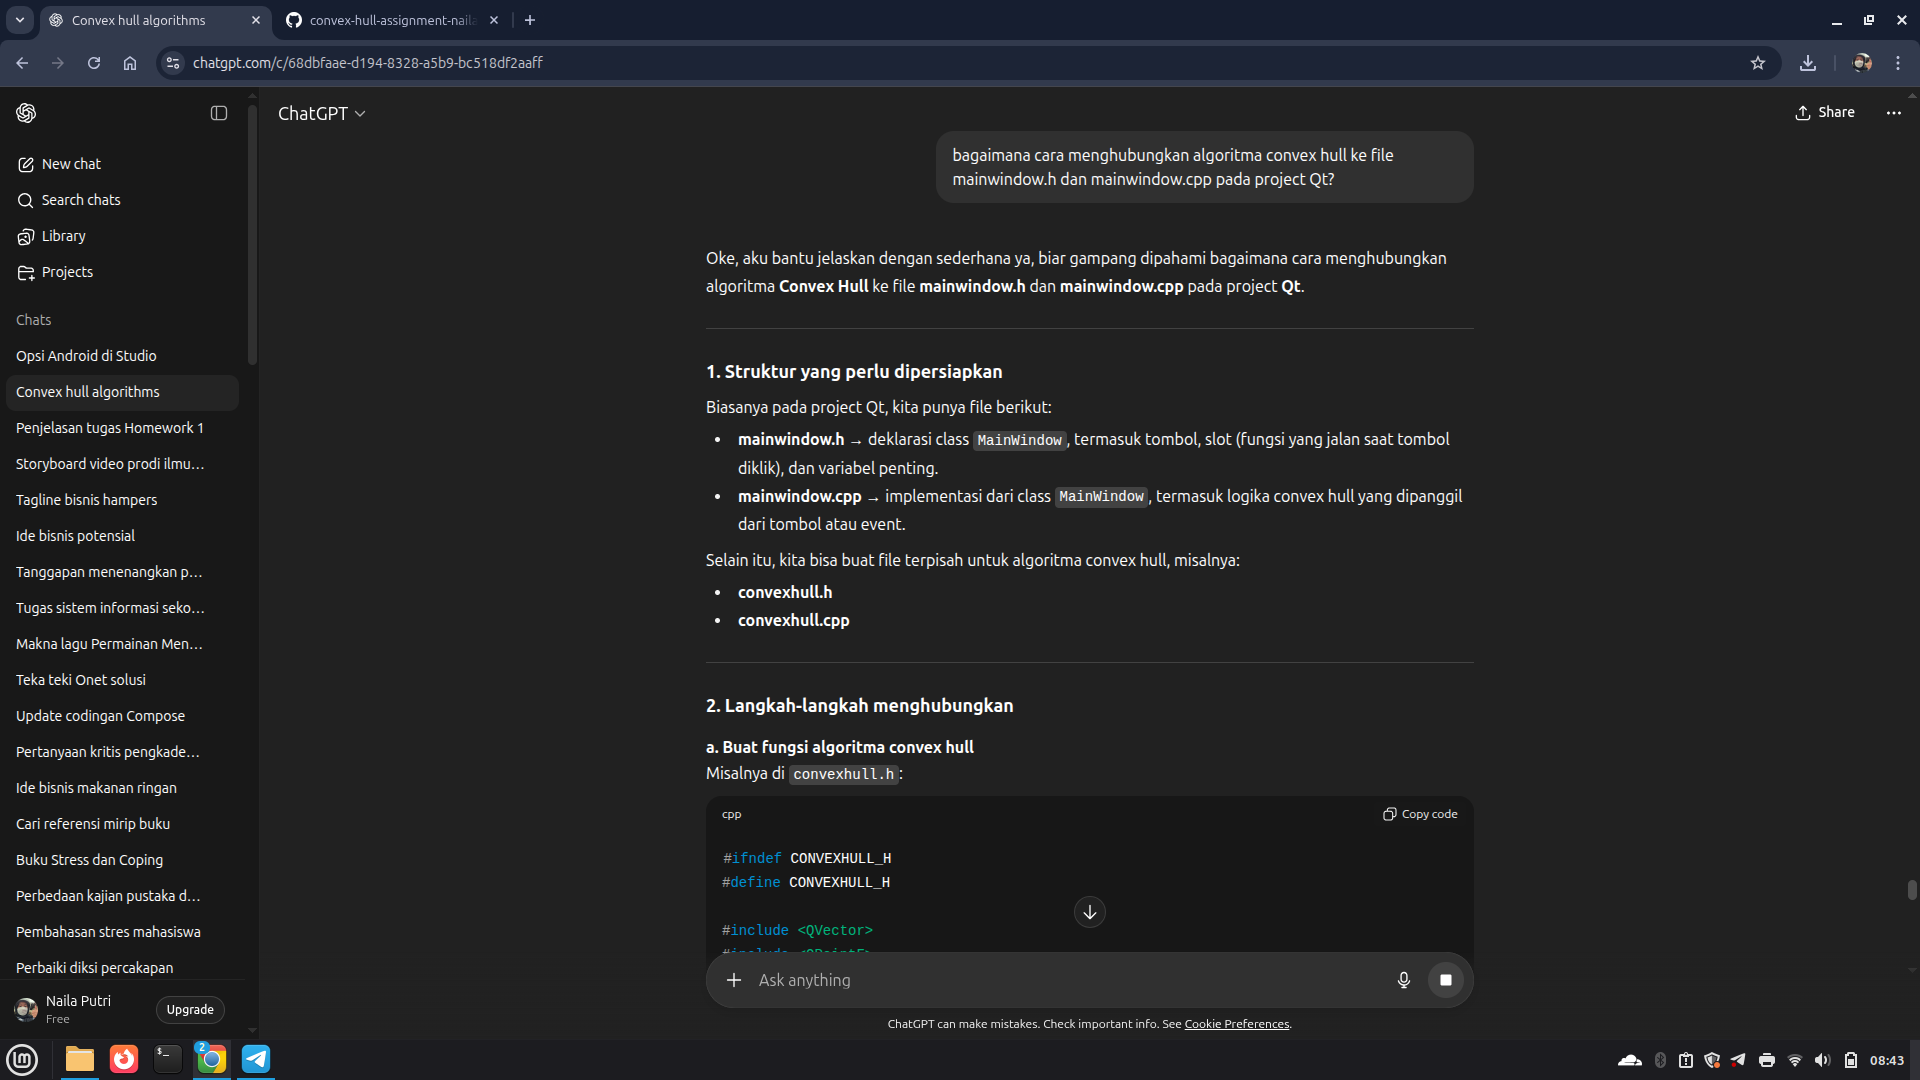 Convex hull algorithms
convex-hull-assignment-naila
chatgpt.com/c/68dbfaae-d194-8328-a5b9-bc518df2aaff
ChatGPT
Share
New chat
Search chats
Library
Projects
Chats
Opsi Android di Studio
Convex hull algorithms
Penjelasan tugas Homework 1
Storyboard video prodi ilmu...
Tagline bisnis hampers
Ide bisnis potensial
Tanggapan menenangkan p...
Tugas sistem informasi seko...
Makna lagu Permainan Men...
Teka teki Onet solusi
Update codingan Compose
Pertanyaan kritis pengkade...
Ide bisnis makanan ringan
Cari referensi mirip buku
Buku Stress dan Coping
Perbedaan kajian pustaka d...
Pembahasan stres mahasiswa
Perbaiki diksi percakapan
Naila Putri
Free
Upgrade
bagaimana cara menghubungkan algoritma convex hull ke file
mainwindow.h dan mainwindow.cpp pada project Qt?
Oke, aku bantu jelaskan dengan sederhana ya, biar gampang dipahami bagaimana cara menghubungkan
algoritma Convex Hull ke file mainwindow.h dan mainwindow.cpp pada project Qt.
1. Struktur yang perlu dipersiapkan
Biasanya pada project Qt, kita punya file berikut:
• mainwindow.h → deklarasi class MainWindow, termasuk tombol, slot (fungsi yang jalan saat tombol
diklik), dan variabel penting.
• mainwindow.cpp → implementasi dari class MainWindow, termasuk logika convex hull yang dipanggil
dari tombol atau event.
Selain itu, kita bisa buat file terpisah untuk algoritma convex hull, misalnya:
• convexhull.h
• convexhull.cpp
2. Langkah-langkah menghubungkan
a. Buat fungsi algoritma convex hull
Misalnya di convexhull.h:
cpp
Copy code
#ifndef CONVEXHULL_H
#define CONVEXHULL_H
#include <QVector>
#include <QPointF>
Ask anything
ChatGPT can make mistakes. Check important info. See Cookie Preferences.
2
08:43